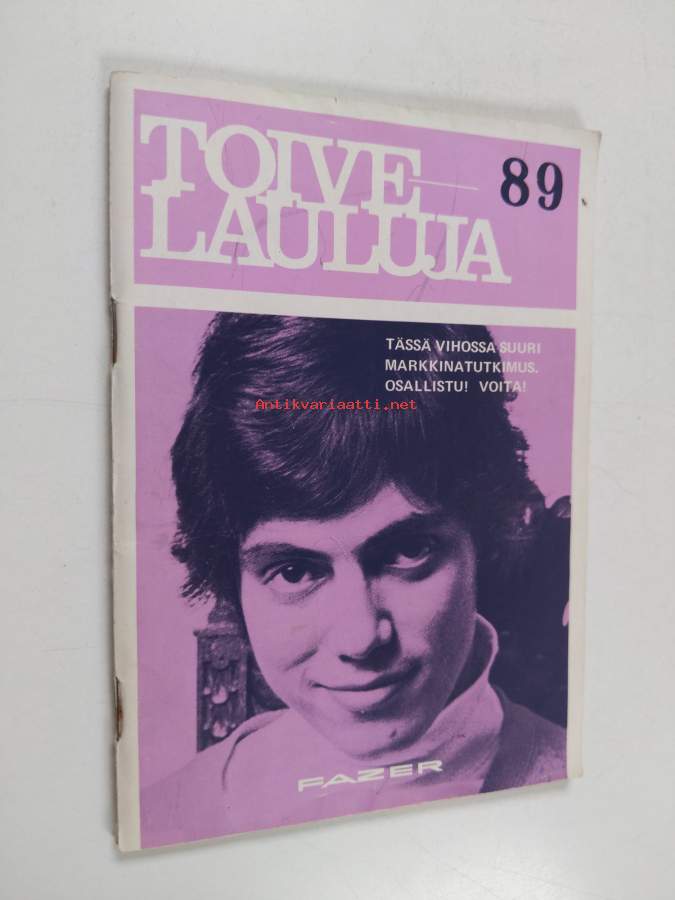 TOIVE-
LAULUJA
89
TÄSSÄ VIHOSSA SUURI
MARKKINATUTKIMUS.
OSALLISTU! VOITA!
Antikvariaatti.net
FAZER